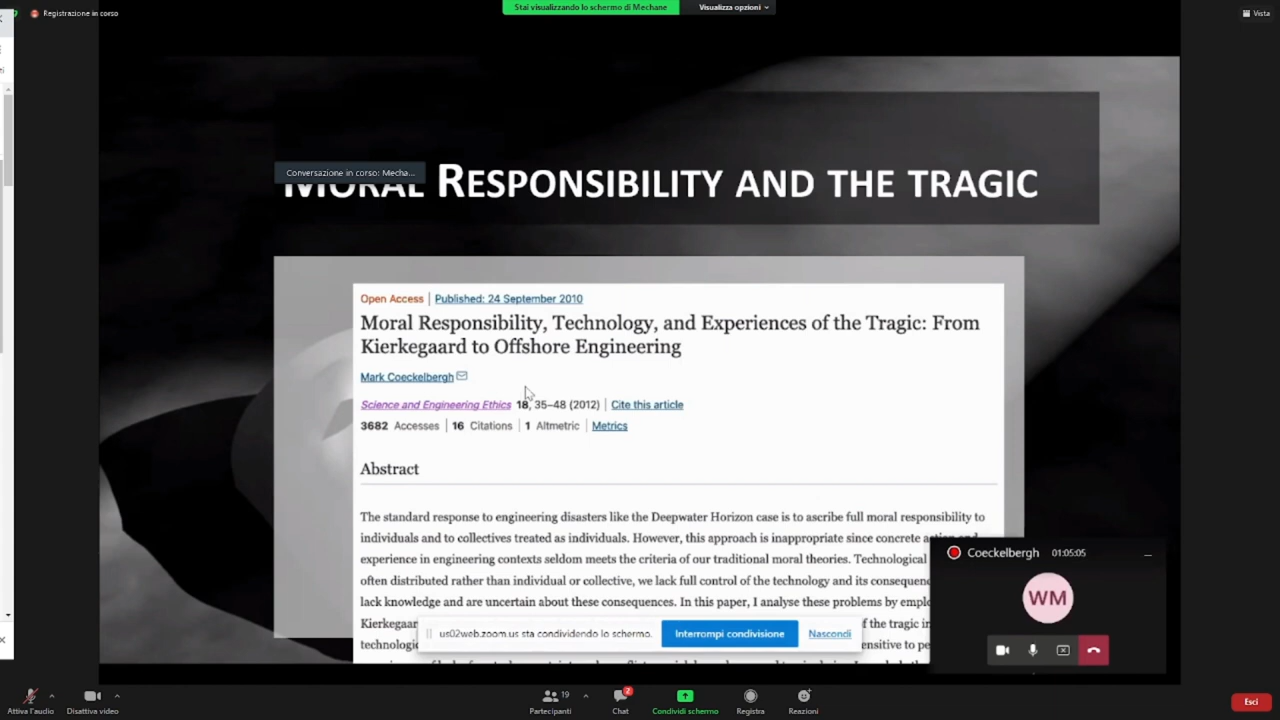 Registrazione in corso
Stai visualizzando lo schermo di Mechane
Visualizza opzioni
Vista
Conversazione in corso: Mecha...
MORAL RESPONSIBILITY AND THE TRAGIC
Open Access | Published: 24 September 2010
Moral Responsibility, Technology, and Experiences of the Tragic: From
Kierkegaard to Offshore Engineering
Mark Coeckelbergh
Science and Engineering Ethics 18, 35–48 (2012) | Cite this article
3682 Accesses | 16 Citations | 1 Altmetric | Metrics
Abstract
The standard response to engineering disasters like the Deepwater Horizon case is to ascribe full moral responsibility to
individuals and to collectives treated as individuals. However, this approach is inappropriate since concrete action and
experience in engineering contexts seldom meets the criteria of our traditional moral theories. Technological
often distributed rather than individual or collective, we lack full control of the technology and its consequen
lack knowledge and are uncertain about these consequences. In this paper, I analyse these problems by emplo
Kierkegaar
of the tragic in
technologic
ensitive to pe
us02web.zoom.us sta condividendo lo schermo.
Interrompi condivisione
Nascondi
Coeckelbergh
01:05:05
WM
Attiva l'audio
Disattiva video
19
Partecipanti
2
Chat
Condividi schermo
Registra
Reazioni
Esci